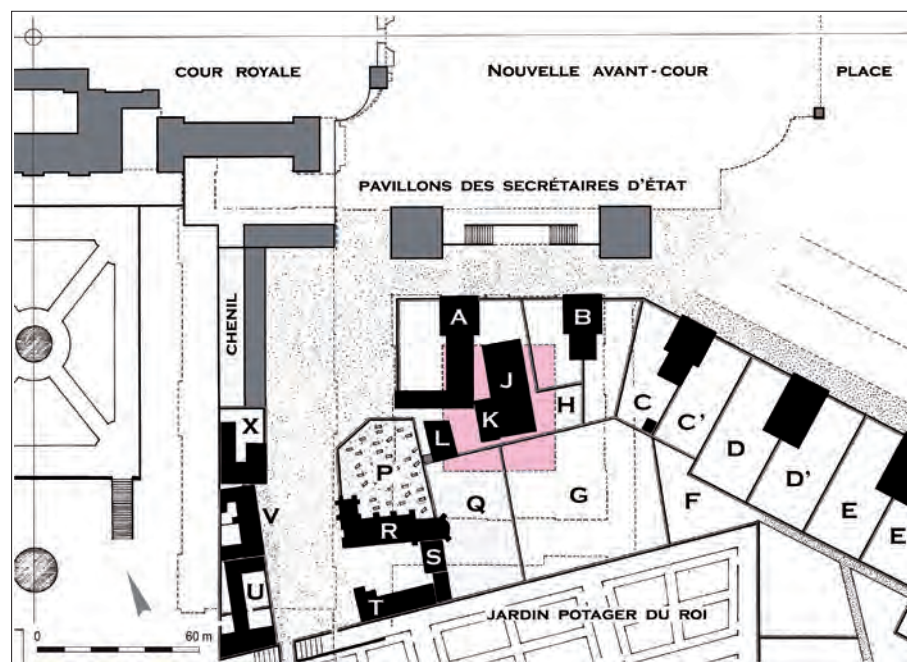 COUR ROYALE
NOUVELLE AVANT-COUR
PLACE
PAVILLONS DES SECRÉTAIRES D'ÉTAT
CHENIL
A
B
J
K
H
L
C
C'
D
D'
E
E
X
P
V
Q
G
F
R
S
U
T
JARDIN POTAGER DU ROI
0
60 m